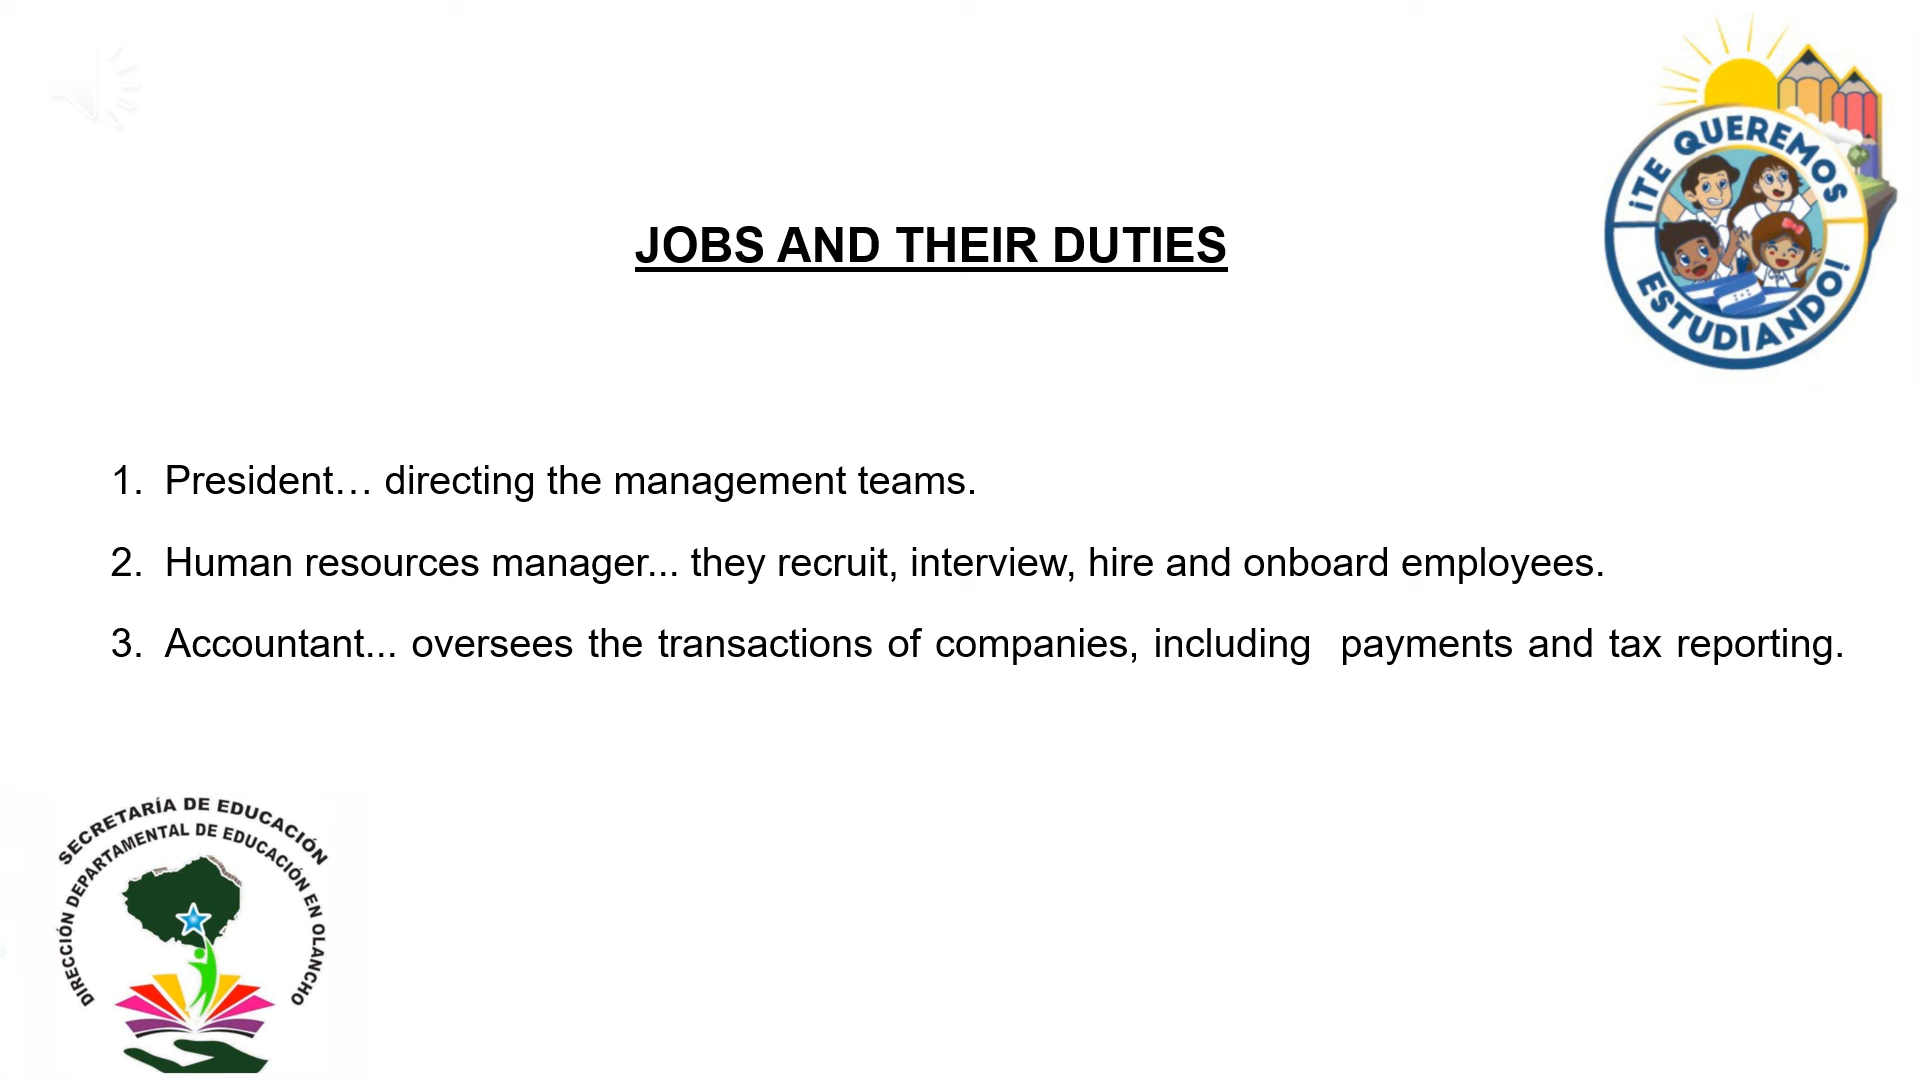 ¡TE QUEREMOS
ESTUDIANDO!
JOBS AND THEIR DUTIES
1. President… directing the management teams.
2. Human resources manager... they recruit, interview, hire and onboard employees.
3. Accountant... oversees the transactions of companies, including  payments and tax reporting.
SECRETARÍA DE EDUCACIÓN
DIRECCIÓN DEPARTAMENTAL DE EDUCACIÓN EN OLANCHO